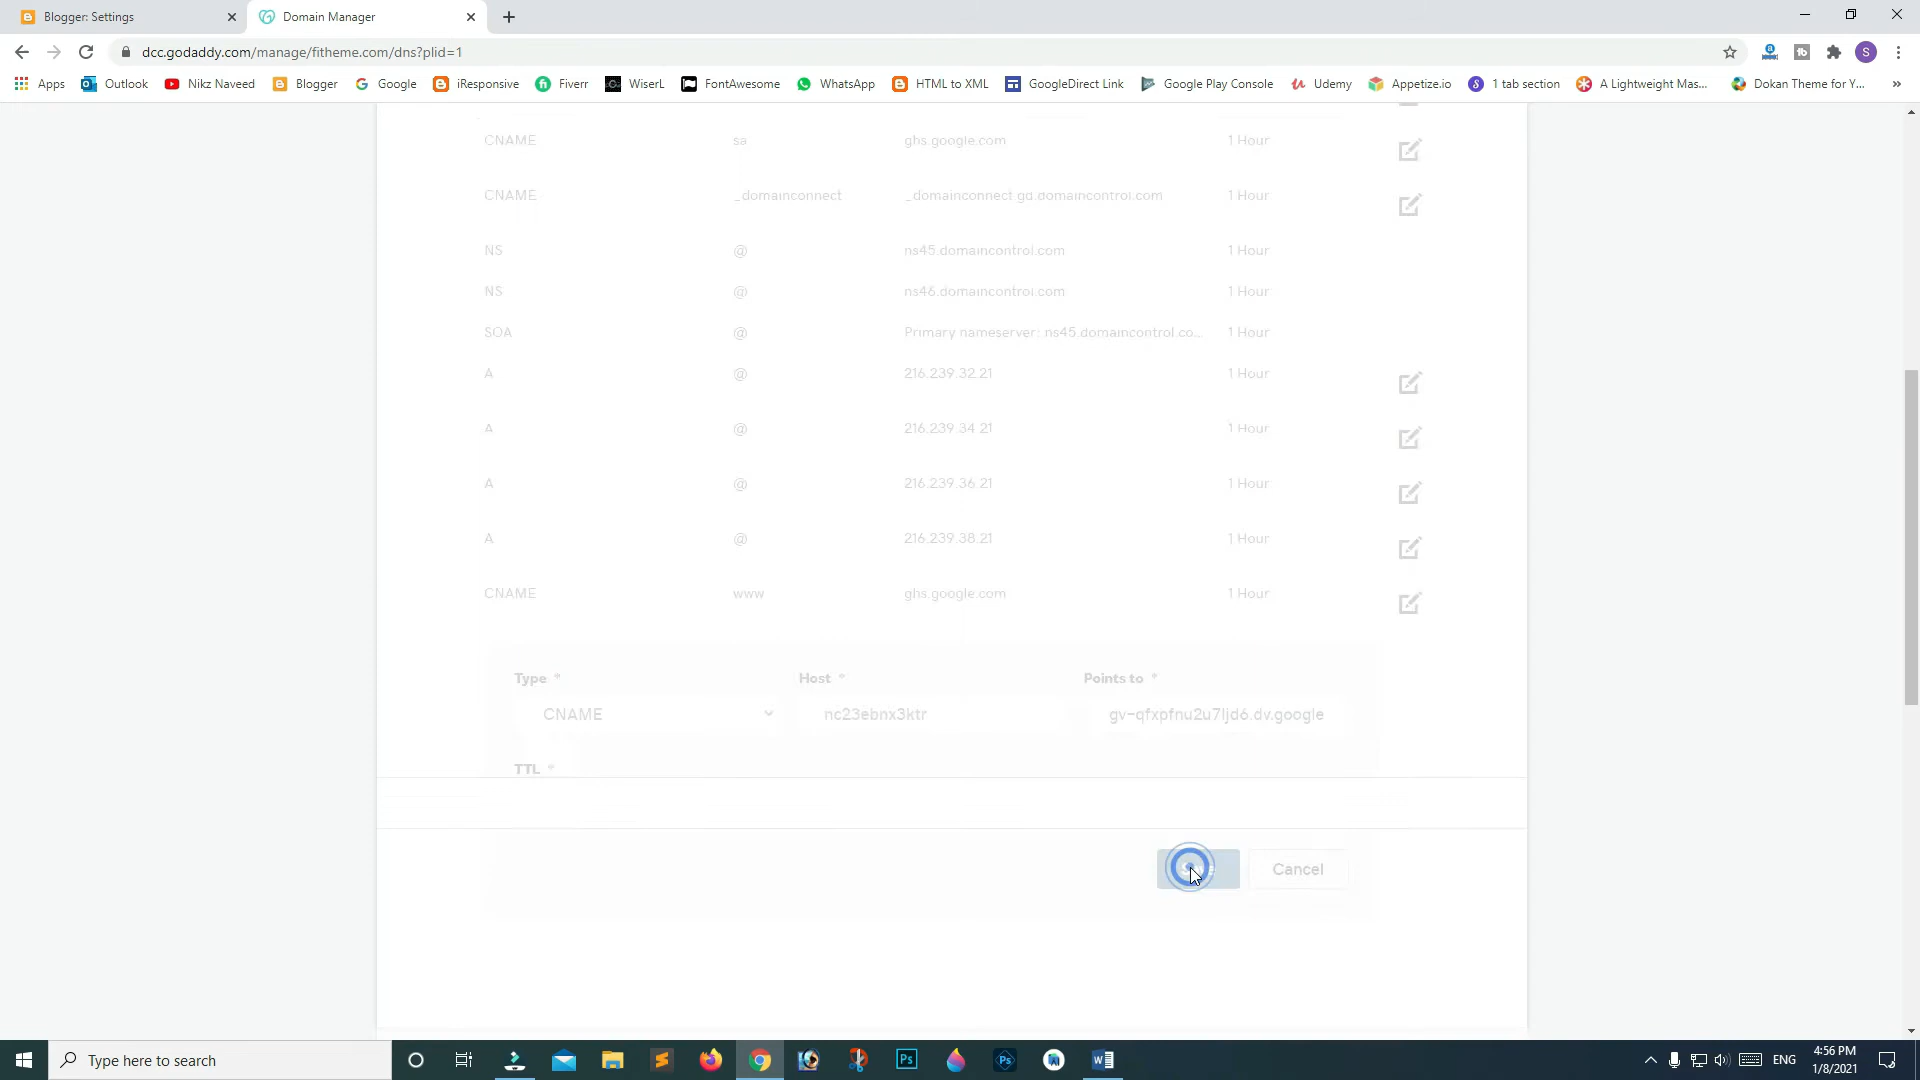 Blogger: Settings
Domain Manager
dcc.godaddy.com/manage/fitheme.com/dns?plid=1
S
Apps Outlook Nikz Naveed Blogger Google iResponsive Fiverr WiserL FontAwesome WhatsApp HTML to XML GoogleDirect Link Google Play Console Udemy Appetize.io 1 tab section A Lightweight Mas... Dokan Theme for Y... »
CNAME sa ghs.google.com 1 Hour
CNAME _domainconnect _domainconnect.gd.domaincontrol.com 1 Hour
NS @ ns45.domaincontrol.com 1 Hour
NS @ ns46.domaincontrol.com 1 Hour
SOA @ Primary nameserver: ns45.domaincontrol.co... 1 Hour
A @ 216.239.32.21 1 Hour
A @ 216.239.34.21 1 Hour
A @ 216.239.36.21 1 Hour
A @ 216.239.38.21 1 Hour
CNAME www ghs.google.com 1 Hour
Type * Host * Points to *
CNAME nc23ebnx3ktr gv-qfxpfnu2u7ljd6.dv.google
TTL *
Cancel
Type here to search
Ps
Ps
ENG
4:56 PM
1/8/2021